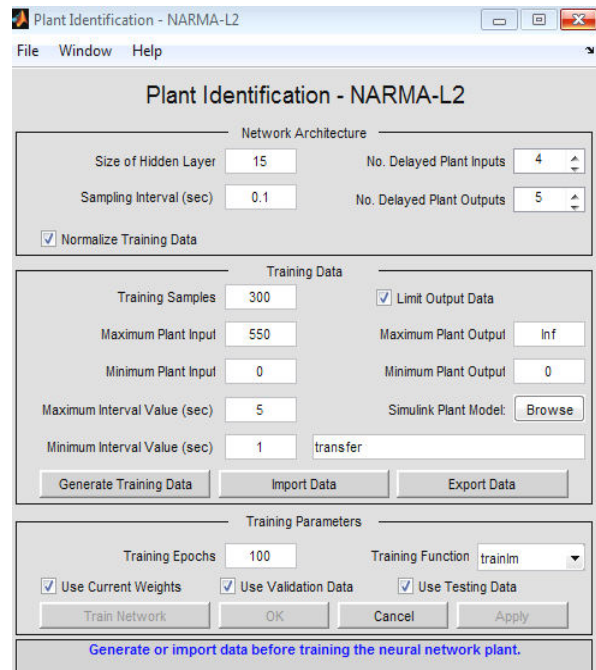 Plant Identification - NARMA-L2
File Window Help
Plant Identification - NARMA-L2
Network Architecture
Size of Hidden Layer 15 No. Delayed Plant Inputs 4
Sampling Interval (sec) 0.1 No. Delayed Plant Outputs 5
Normalize Training Data
Training Data
Training Samples 300 Limit Output Data
Maximum Plant Input 550 Maximum Plant Output Inf
Minimum Plant Input 0 Minimum Plant Output 0
Maximum Interval Value (sec) 5 Simulink Plant Model: Browse
Minimum Interval Value (sec) 1 transfer
Generate Training Data Import Data Export Data
Training Parameters
Training Epochs 100 Training Function trainlm
Use Current Weights Use Validation Data Use Testing Data
Train Network OK Cancel Apply
Generate or import data before training the neural network plant.